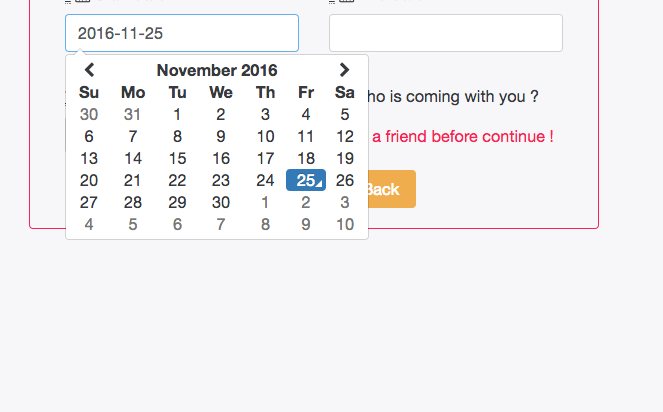 2016-11-25
November 2016
Su Mo Tu We Th Fr Sa
30 31 1 2 3 4 5
6 7 8 9 10 11 12
13 14 15 16 17 18 19
20 21 22 23 24 25 26
27 28 29 30 1 2 3
4 5 6 7 8 9 10
ho is coming with you ?
a friend before continue !
Back